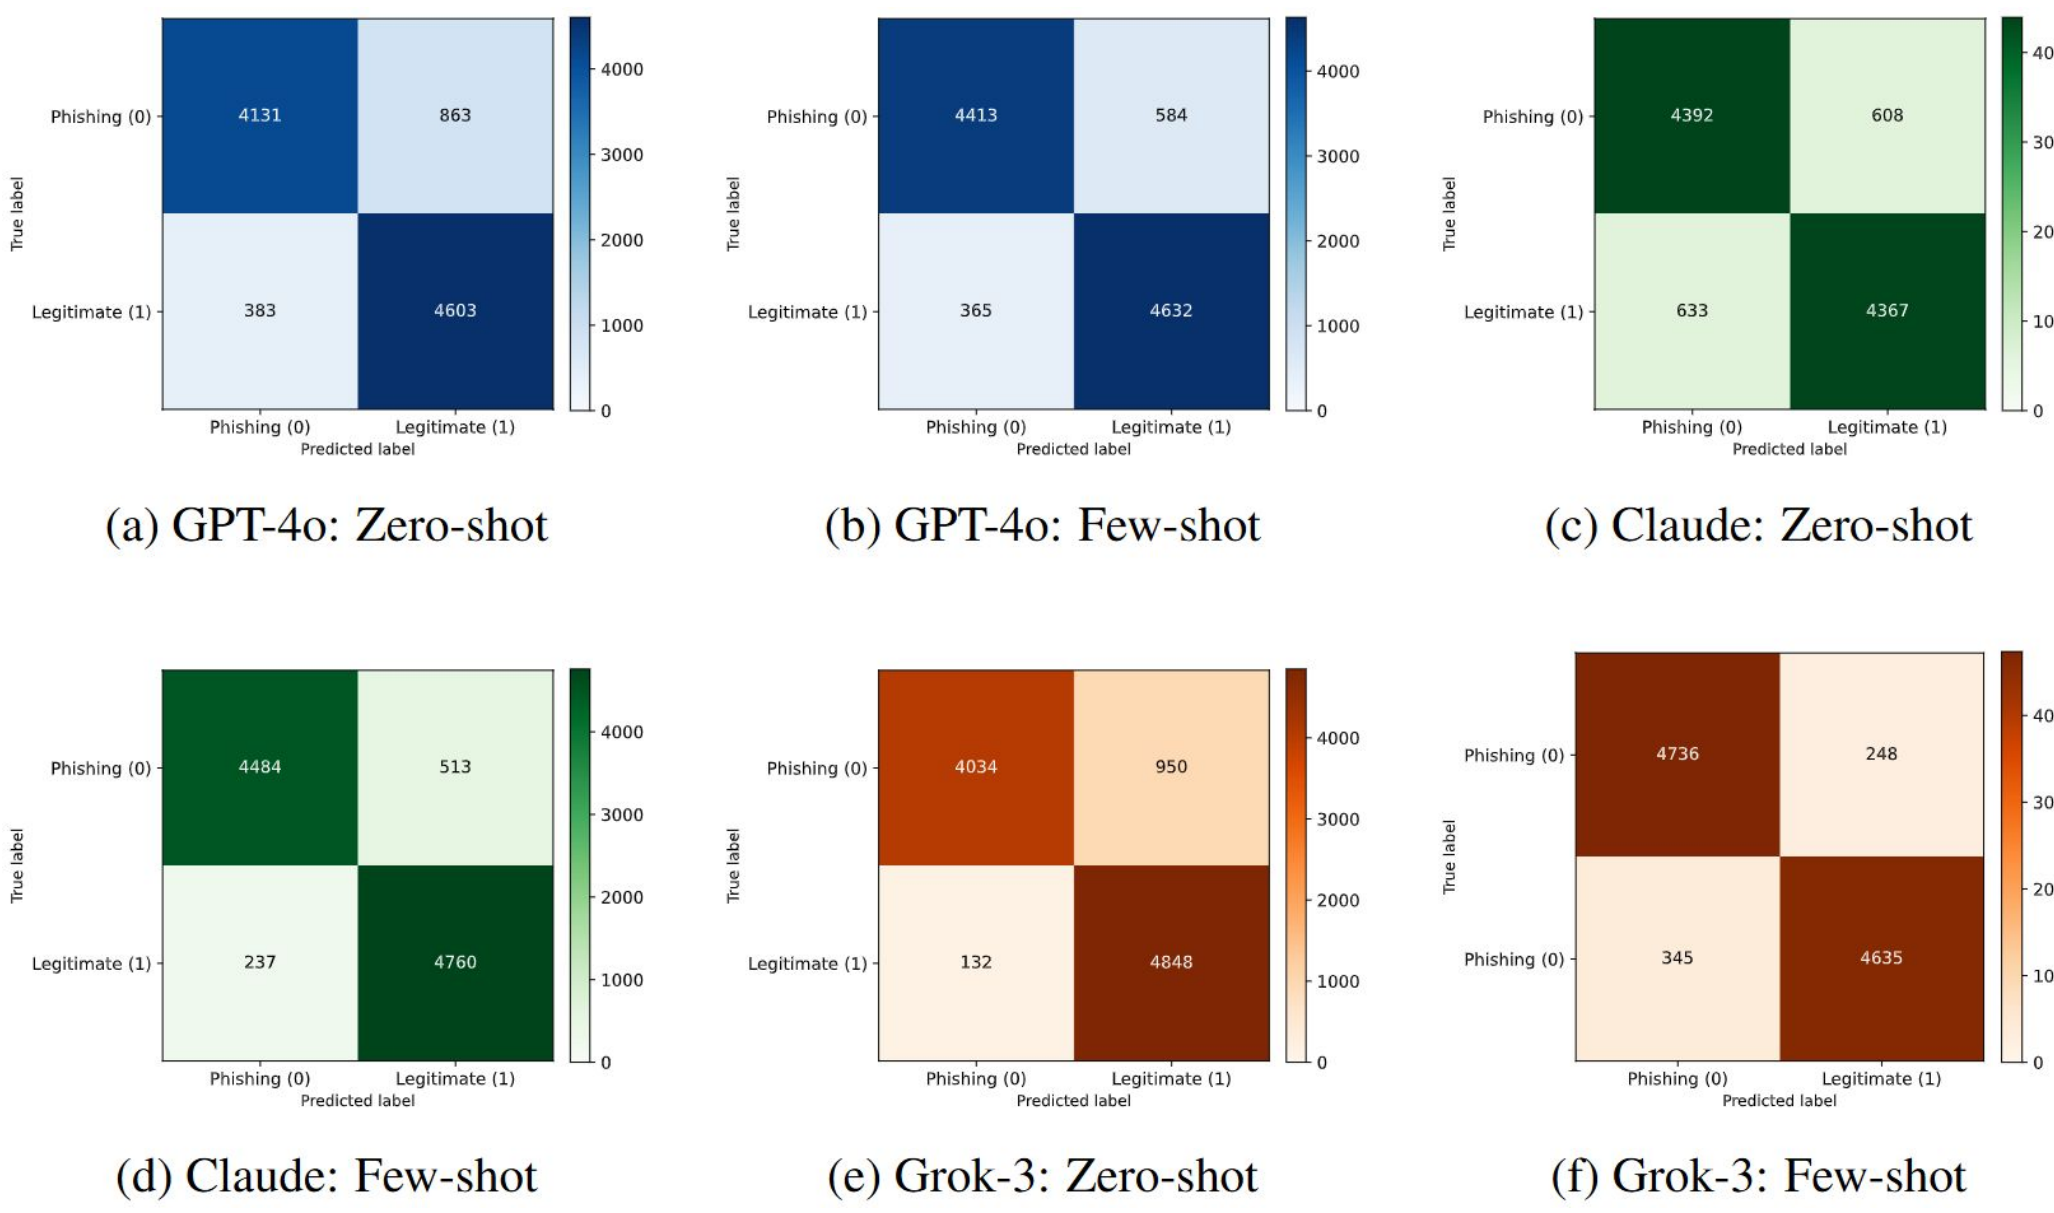 Phishing (0)
4131
863
Legitimate (1)
383
4603
True label
Phishing (0)
Legitimate (1)
Predicted label
4000
3000
2000
1000
0
(a) GPT-4o: Zero-shot
Phishing (0)
4413
584
Legitimate (1)
365
4632
True label
Phishing (0)
Legitimate (1)
Predicted label
4000
3000
2000
1000
0
(b) GPT-4o: Few-shot
Phishing (0)
4392
608
Legitimate (1)
633
4367
True label
Phishing (0)
Legitimate (1)
Predicted label
40
30
20
10
0
(c) Claude: Zero-shot
Phishing (0)
4484
513
Legitimate (1)
237
4760
True label
Phishing (0)
Legitimate (1)
Predicted label
4000
3000
2000
1000
0
(d) Claude: Few-shot
Phishing (0)
4034
950
Legitimate (1)
132
4848
True label
Phishing (0)
Legitimate (1)
Predicted label
4000
3000
2000
1000
0
(e) Grok-3: Zero-shot
Phishing (0)
4736
248
Phishing (0)
345
4635
True label
Phishing (0)
Legitimate (1)
Predicted label
40
30
20
10
0
(f) Grok-3: Few-shot